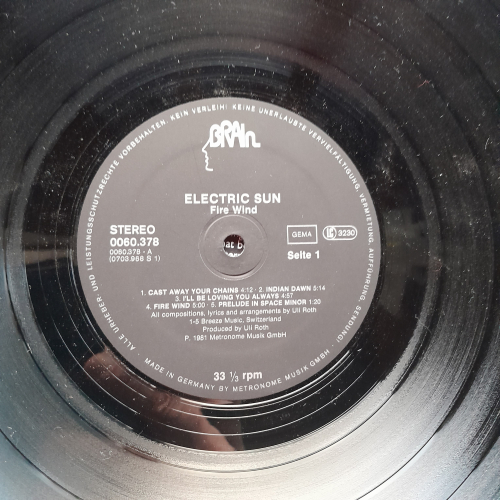 ALLE URHEBER UND LEISTUNGSSCHUTZRECHTE VORBEHALTEN. KEIN VERLEIH! KEINE UNERLAUBTE VERVIELFÄLTIGUNG, VERMIETUNG, AUFFÜHRUNG, SENDUNG!
BRAIN
ELECTRIC SUN
Fire Wind
STEREO
0060.378
0060.378 - A
(0703.968 S 1)
GEMA
LC 3230
Seite 1
1. CAST AWAY YOUR CHAINS 4:12 · 2. INDIAN DAWN 3:14
3. I'LL BE LOVING YOU ALWAYS 4:57
4. FIRE WIND 5:00 · 5. PRELUDE IN SPACE MINOR 1:20
All compositions, lyrics and arrangements by Uli Roth
1-5 Breeze Music, Switzerland
Produced by Uli Roth
P. 1981 Metronome Musik GmbH
33 ⅓ rpm
· MADE IN GERMANY BY METRONOME MUSIK GMBH ·